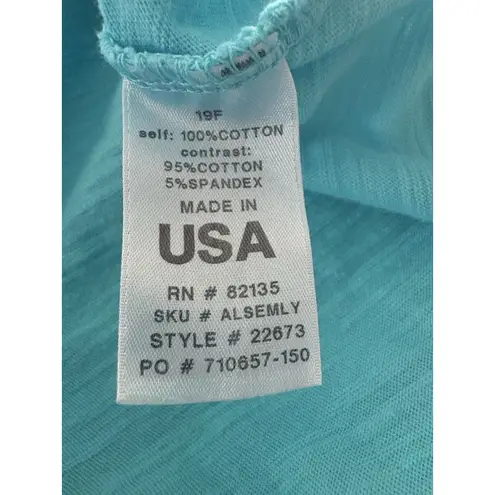 19F
self: 100%COTTON
contrast:
95%COTTON
5%SPANDEX
MADE IN
USA
RN # 82135
SKU # ALSEMLY
STYLE # 22673
PO # 710657-150